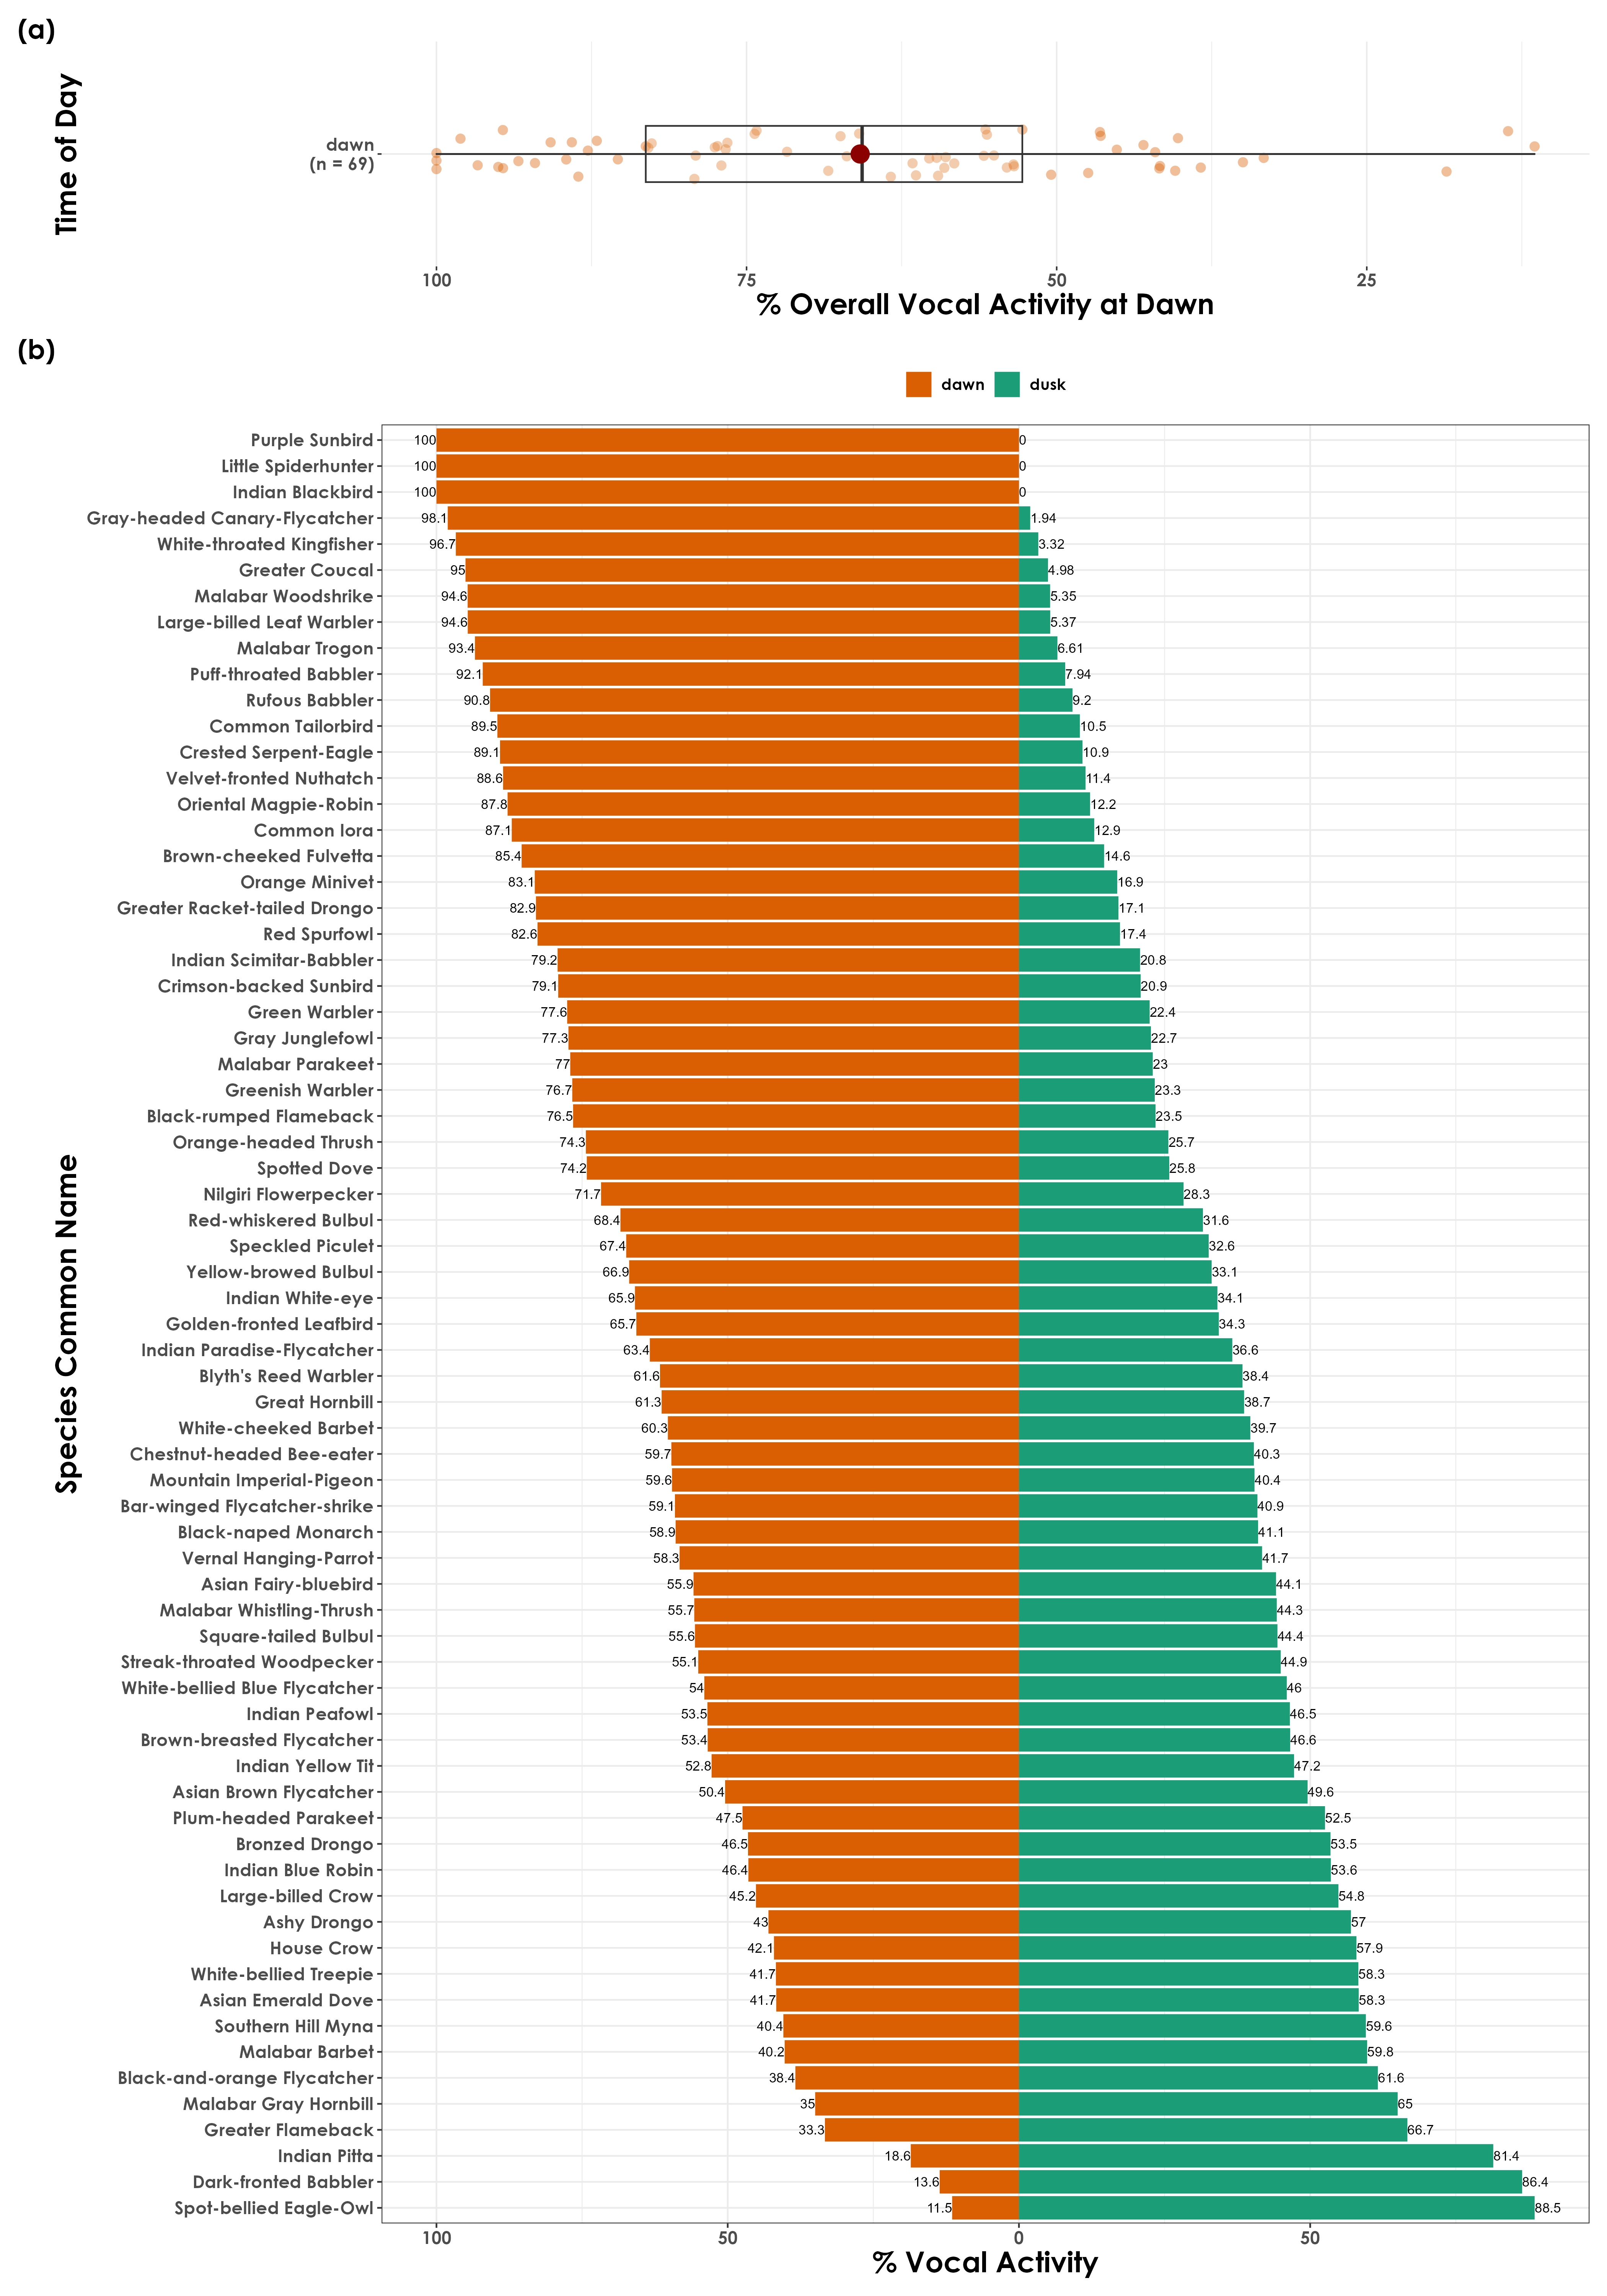 (a)
Time of Day
dawn
(n = 69)
100 75 50 25
% Overall Vocal Activity at Dawn
(b)
dawn dusk
Species Common Name
Purple Sunbird 100 0
Little Spiderhunter 100 0
Indian Blackbird 100 0
Gray-headed Canary-Flycatcher 98.1 1.94
White-throated Kingfisher 96.7 3.32
Greater Coucal 95 4.98
Malabar Woodshrike 94.6 5.35
Large-billed Leaf Warbler 94.6 5.37
Malabar Trogon 93.4 6.61
Puff-throated Babbler 92.1 7.94
Rufous Babbler 90.8 9.2
Common Tailorbird 89.5 10.5
Crested Serpent-Eagle 89.1 10.9
Velvet-fronted Nuthatch 88.6 11.4
Oriental Magpie-Robin 87.8 12.2
Common Iora 87.1 12.9
Brown-cheeked Fulvetta 85.4 14.6
Orange Minivet 83.1 16.9
Greater Racket-tailed Drongo 82.9 17.1
Red Spurfowl 82.6 17.4
Indian Scimitar-Babbler 79.2 20.8
Crimson-backed Sunbird 79.1 20.9
Green Warbler 77.6 22.4
Gray Junglefowl 77.3 22.7
Malabar Parakeet 77 23
Greenish Warbler 76.7 23.3
Black-rumped Flameback 76.5 23.5
Orange-headed Thrush 74.3 25.7
Spotted Dove 74.2 25.8
Nilgiri Flowerpecker 71.7 28.3
Red-whiskered Bulbul 68.4 31.6
Speckled Piculet 67.4 32.6
Yellow-browed Bulbul 66.9 33.1
Indian White-eye 65.9 34.1
Golden-fronted Leafbird 65.7 34.3
Indian Paradise-Flycatcher 63.4 36.6
Blyth's Reed Warbler 61.6 38.4
Great Hornbill 61.3 38.7
White-cheeked Barbet 60.3 39.7
Chestnut-headed Bee-eater 59.7 40.3
Mountain Imperial-Pigeon 59.6 40.4
Bar-winged Flycatcher-shrike 59.1 40.9
Black-naped Monarch 58.9 41.1
Vernal Hanging-Parrot 58.3 41.7
Asian Fairy-bluebird 55.9 44.1
Malabar Whistling-Thrush 55.7 44.3
Square-tailed Bulbul 55.6 44.4
Streak-throated Woodpecker 55.1 44.9
White-bellied Blue Flycatcher 54 46
Indian Peafowl 53.5 46.5
Brown-breasted Flycatcher 53.4 46.6
Indian Yellow Tit 52.8 47.2
Asian Brown Flycatcher 50.4 49.6
Plum-headed Parakeet 47.5 52.5
Bronzed Drongo 46.5 53.5
Indian Blue Robin 46.4 53.6
Large-billed Crow 45.2 54.8
Ashy Drongo 43 57
House Crow 42.1 57.9
White-bellied Treepie 41.7 58.3
Asian Emerald Dove 41.7 58.3
Southern Hill Myna 40.4 59.6
Malabar Barbet 40.2 59.8
Black-and-orange Flycatcher 38.4 61.6
Malabar Gray Hornbill 35 65
Greater Flameback 33.3 66.7
Indian Pitta 18.6 81.4
Dark-fronted Babbler 13.6 86.4
Spot-bellied Eagle-Owl 11.5 88.5
100 50 0 50
% Vocal Activity